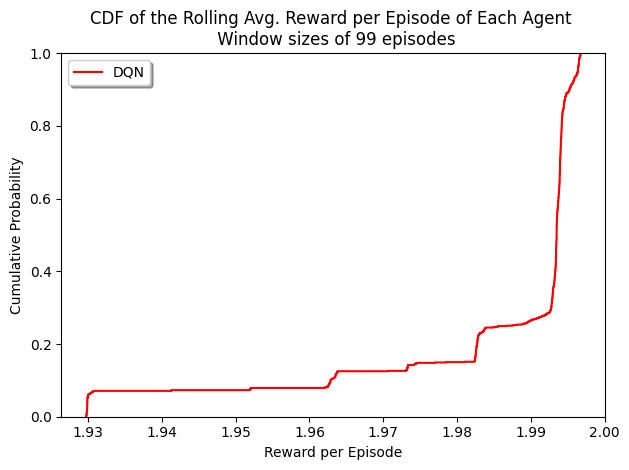 CDF of the Rolling Avg. Reward per Episode of Each Agent
Window sizes of 99 episodes
DQN
Cumulative Probability
1.0
0.8
0.6
0.4
0.2
0.0
1.93 1.94 1.95 1.96 1.97 1.98 1.99 2.00
Reward per Episode